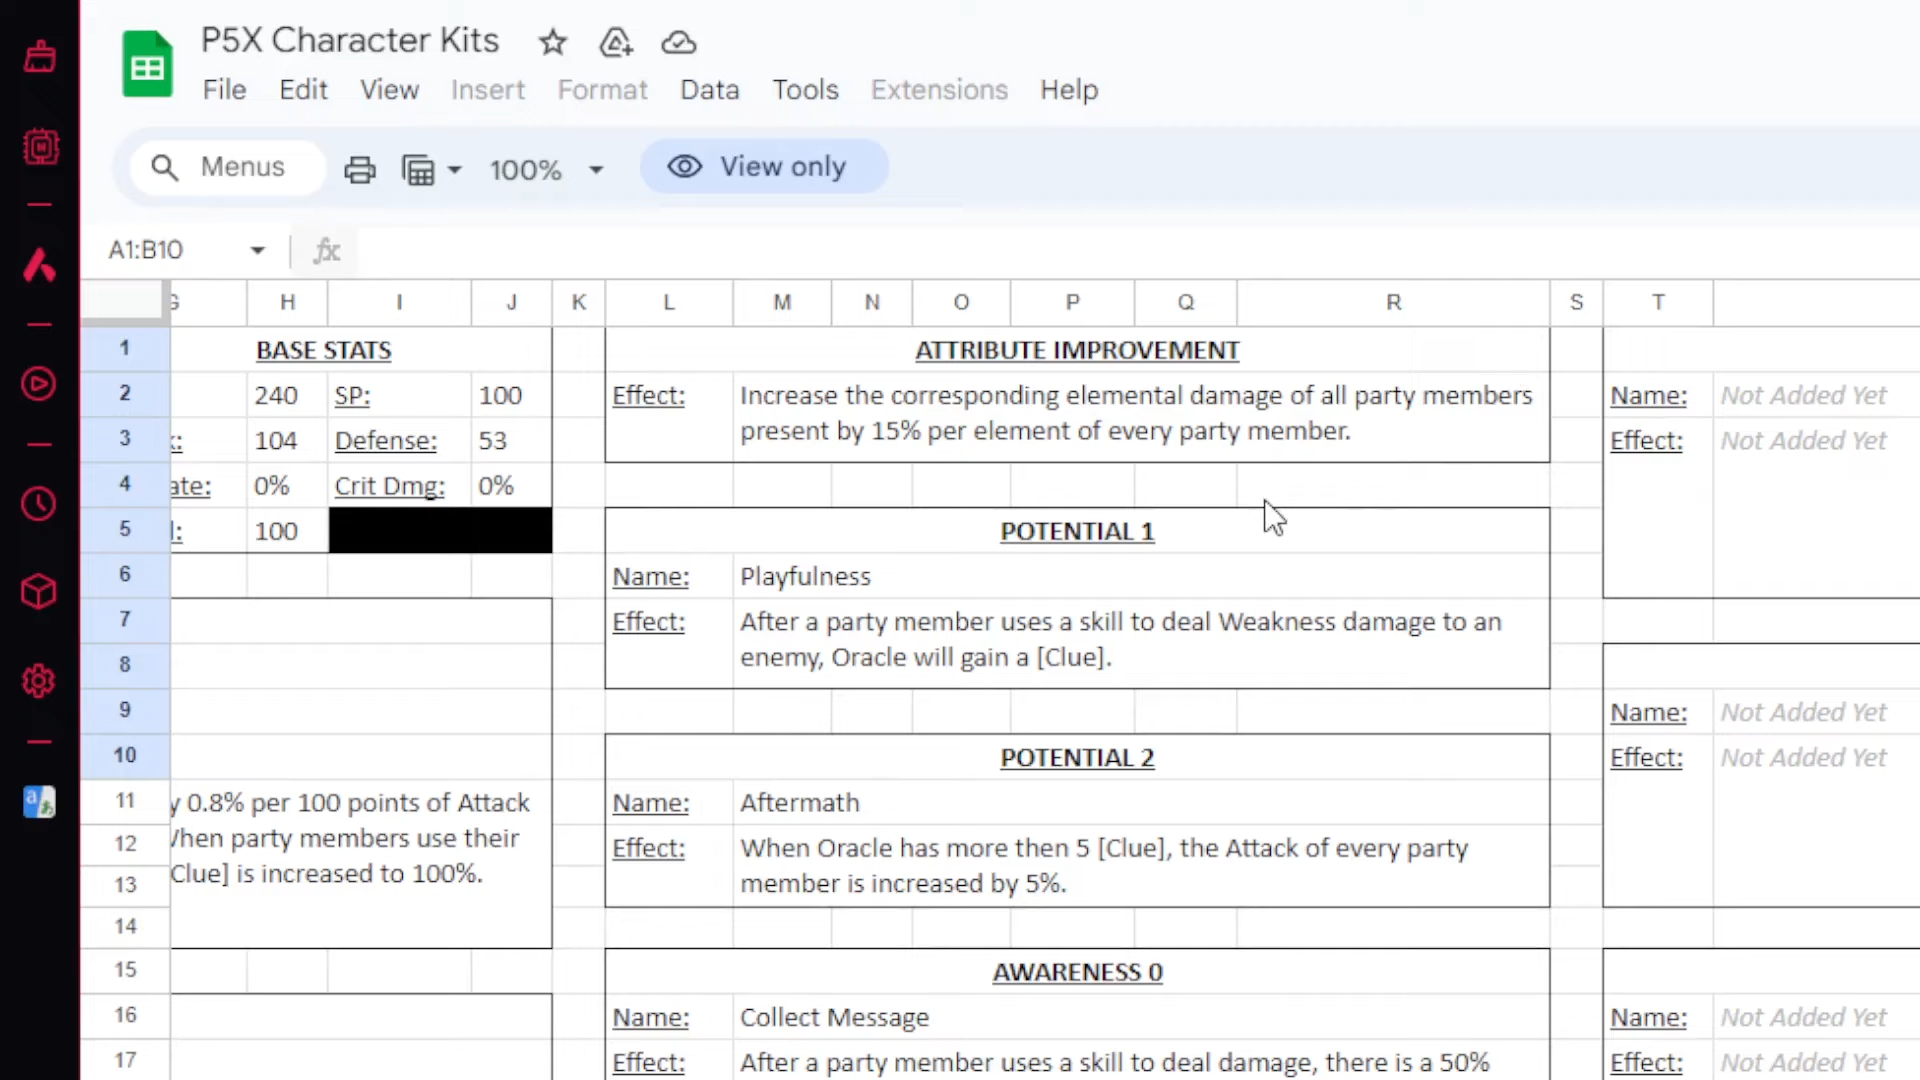 P5X Character Kits
File Edit View Insert Format Data Tools Extensions Help
Menus 100% View only
A1:B10 fx
G H I J K L M N O P Q R S T
1 BASE STATS ATTRIBUTE IMPROVEMENT
2 240 SP: 100 Effect: Increase the corresponding elemental damage of all party members Name: Not Added Yet
3 k: 104 Defense: 53 present by 15% per element of every party member. Effect: Not Added Yet
4 ate: 0% Crit Dmg: 0%
5 l: 100 POTENTIAL 1
6 Name: Playfulness
7 Effect: After a party member uses a skill to deal Weakness damage to an
8 enemy, Oracle will gain a [Clue].
9 Name: Not Added Yet
10 POTENTIAL 2 Effect: Not Added Yet
11 y 0.8% per 100 points of Attack Name: Aftermath
12 When party members use their Effect: When Oracle has more then 5 [Clue], the Attack of every party
13 Clue] is increased to 100%. member is increased by 5%.
14
15 AWARENESS 0
16 Name: Collect Message Name: Not Added Yet
17 Effect: After a party member uses a skill to deal damage, there is a 50% Effect: Not Added Yet